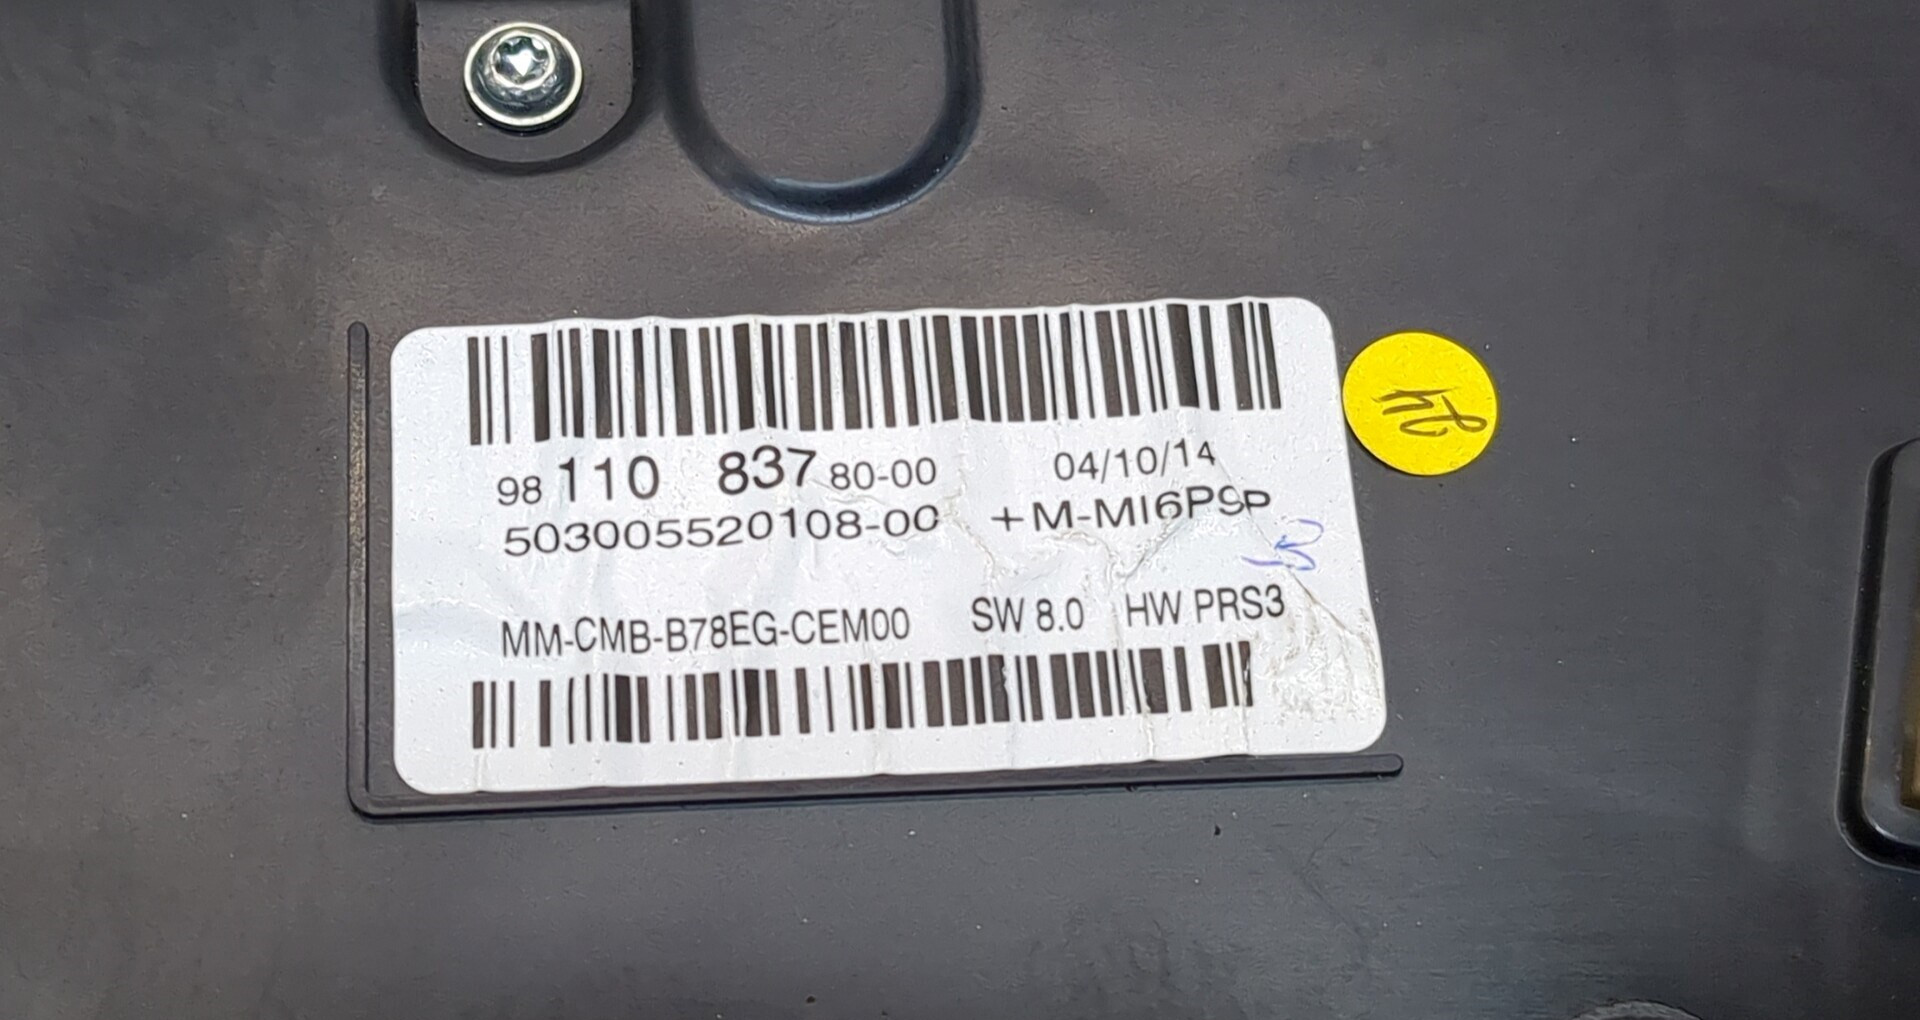 98 110 837 80-00 04/10/14
503005520108-00 +M-MI6PSP
MM-CMB-B78EG-CEM00 SW 8.0 HW PRS3